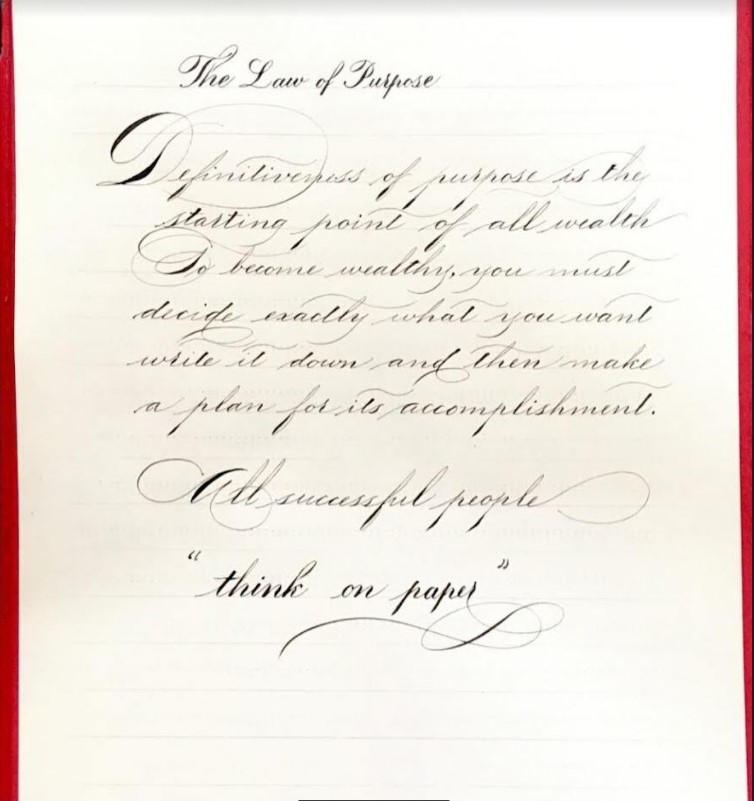 The Law of Purpose
Definitiveness of purpose is the
starting point of all wealth
To become wealthy, you must
decide exactly what you want
write it down and then make
a plan for its accomplishment.
All successful people
"think on paper"